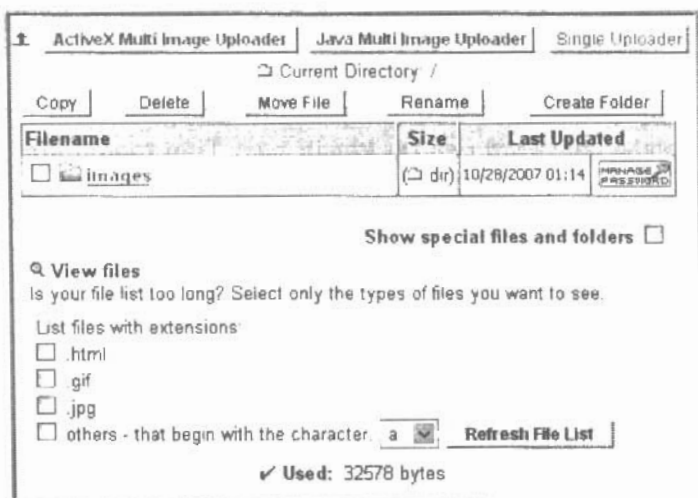 ActiveX Multi Image Uploader Java Multi Image Uploader Single Uploader
Current Directory: /
Copy Delete Move File Rename Create Folder
Filename Size Last Updated
images (dir) 10/28/2007 01:14 MANAGE PASSWORD
Show special files and folders
View files
Is your file list too long? Select only the types of files you want to see.
List files with extensions:
.html
.gif
.jpg
others - that begin with the character: a Refresh File List
✔ Used: 32578 bytes